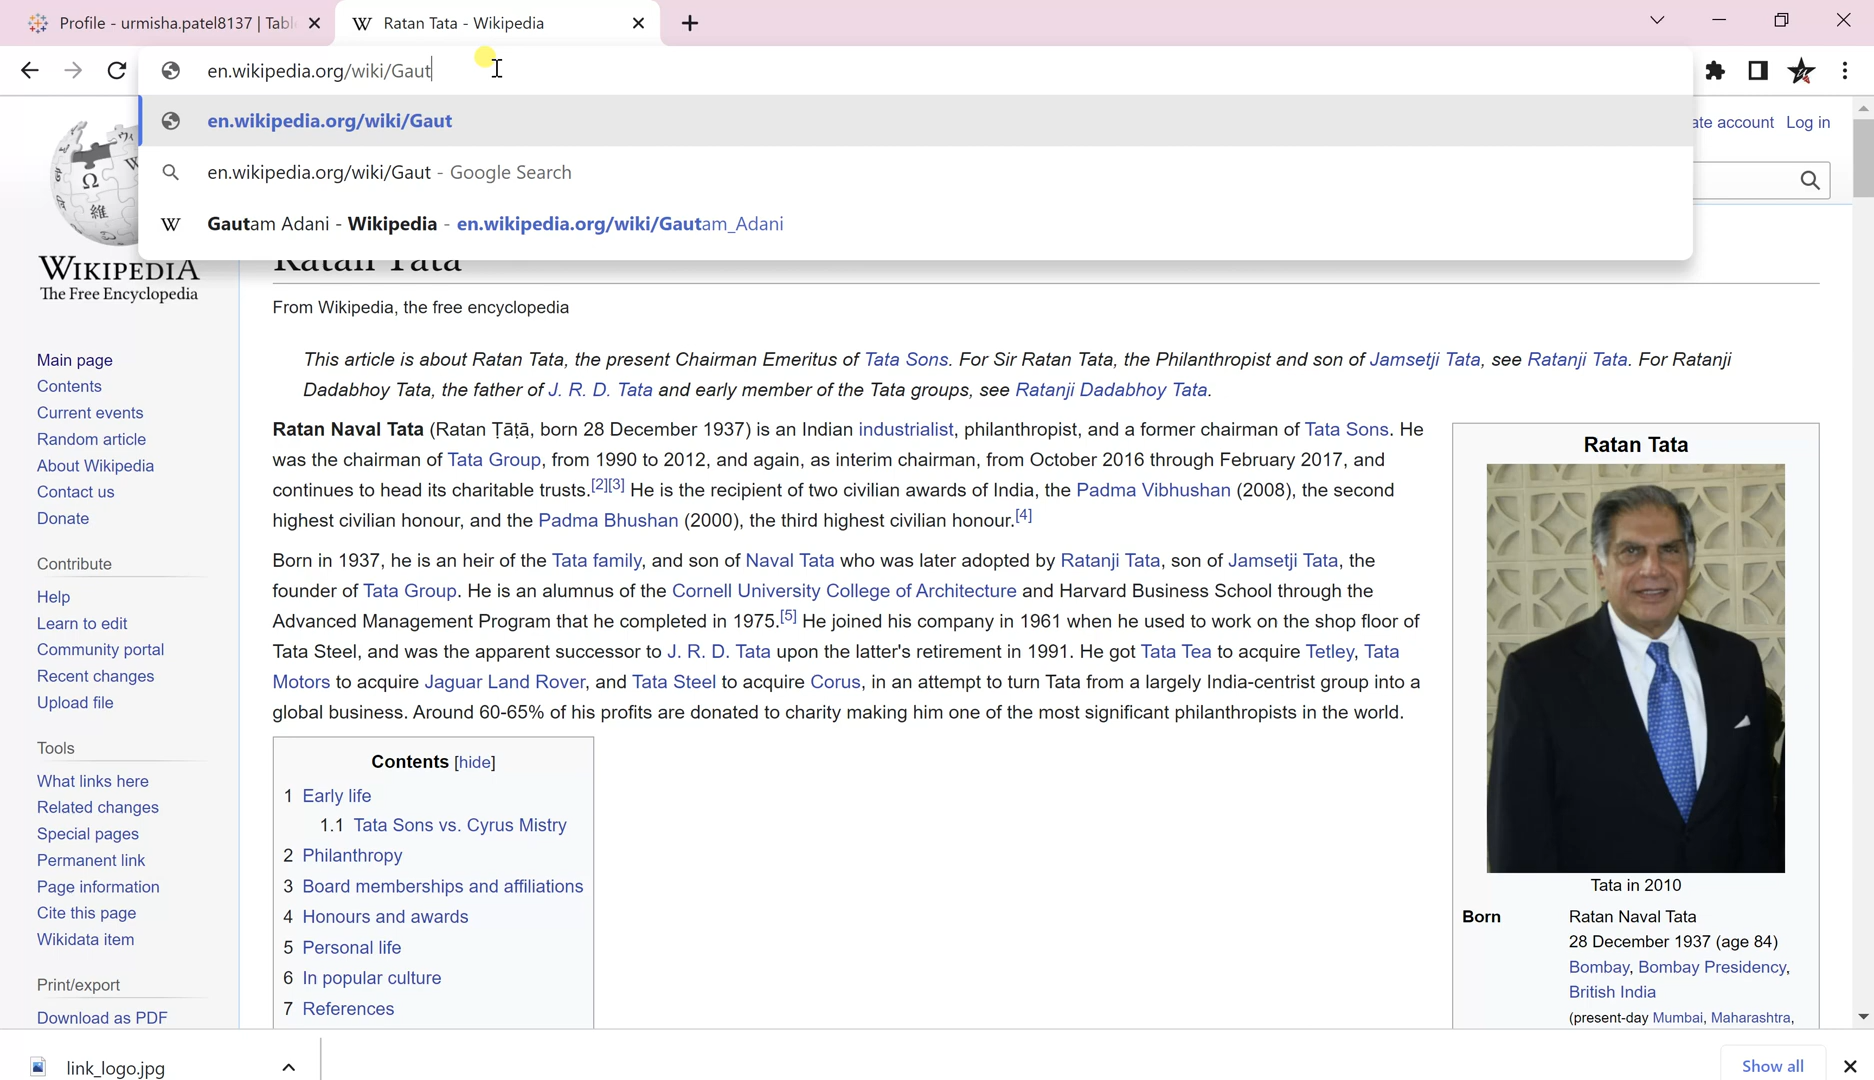 Profile - urmisha.patel8137 | Tabl
Ratan Tata - Wikipedia
en.wikipedia.org/wiki/Gaut
en.wikipedia.org/wiki/Gaut
en.wikipedia.org/wiki/Gaut - Google Search
Gautam Adani - Wikipedia - en.wikipedia.org/wiki/Gautam_Adani
ate account Log in
WIKIPEDIA
The Free Encyclopedia
Ratan Tata
From Wikipedia, the free encyclopedia
Main page
Contents
Current events
Random article
About Wikipedia
Contact us
Donate
Contribute
Help
Learn to edit
Community portal
Recent changes
Upload file
Tools
What links here
Related changes
Special pages
Permanent link
Page information
Cite this page
Wikidata item
Print/export
Download as PDF
This article is about Ratan Tata, the present Chairman Emeritus of Tata Sons. For Sir Ratan Tata, the Philanthropist and son of Jamsetji Tata, see Ratanji Tata. For Ratanji
Dadabhoy Tata, the father of J. R. D. Tata and early member of the Tata groups, see Ratanji Dadabhoy Tata.
Ratan Naval Tata (Ratan Ṭāṭā, born 28 December 1937) is an Indian industrialist, philanthropist, and a former chairman of Tata Sons. He
was the chairman of Tata Group, from 1990 to 2012, and again, as interim chairman, from October 2016 through February 2017, and
continues to head its charitable trusts.[2][3] He is the recipient of two civilian awards of India, the Padma Vibhushan (2008), the second
highest civilian honour, and the Padma Bhushan (2000), the third highest civilian honour.[4]
Born in 1937, he is an heir of the Tata family, and son of Naval Tata who was later adopted by Ratanji Tata, son of Jamsetji Tata, the
founder of Tata Group. He is an alumnus of the Cornell University College of Architecture and Harvard Business School through the
Advanced Management Program that he completed in 1975.[5] He joined his company in 1961 when he used to work on the shop floor of
Tata Steel, and was the apparent successor to J. R. D. Tata upon the latter's retirement in 1991. He got Tata Tea to acquire Tetley, Tata
Motors to acquire Jaguar Land Rover, and Tata Steel to acquire Corus, in an attempt to turn Tata from a largely India-centrist group into a
global business. Around 60-65% of his profits are donated to charity making him one of the most significant philanthropists in the world.
Contents [hide]
1 Early life
1.1 Tata Sons vs. Cyrus Mistry
2 Philanthropy
3 Board memberships and affiliations
4 Honours and awards
5 Personal life
6 In popular culture
7 References
Ratan Tata
Tata in 2010
Born Ratan Naval Tata
28 December 1937 (age 84)
Bombay, Bombay Presidency,
British India
(present-day Mumbai, Maharashtra,
link_logo.jpg
Show all